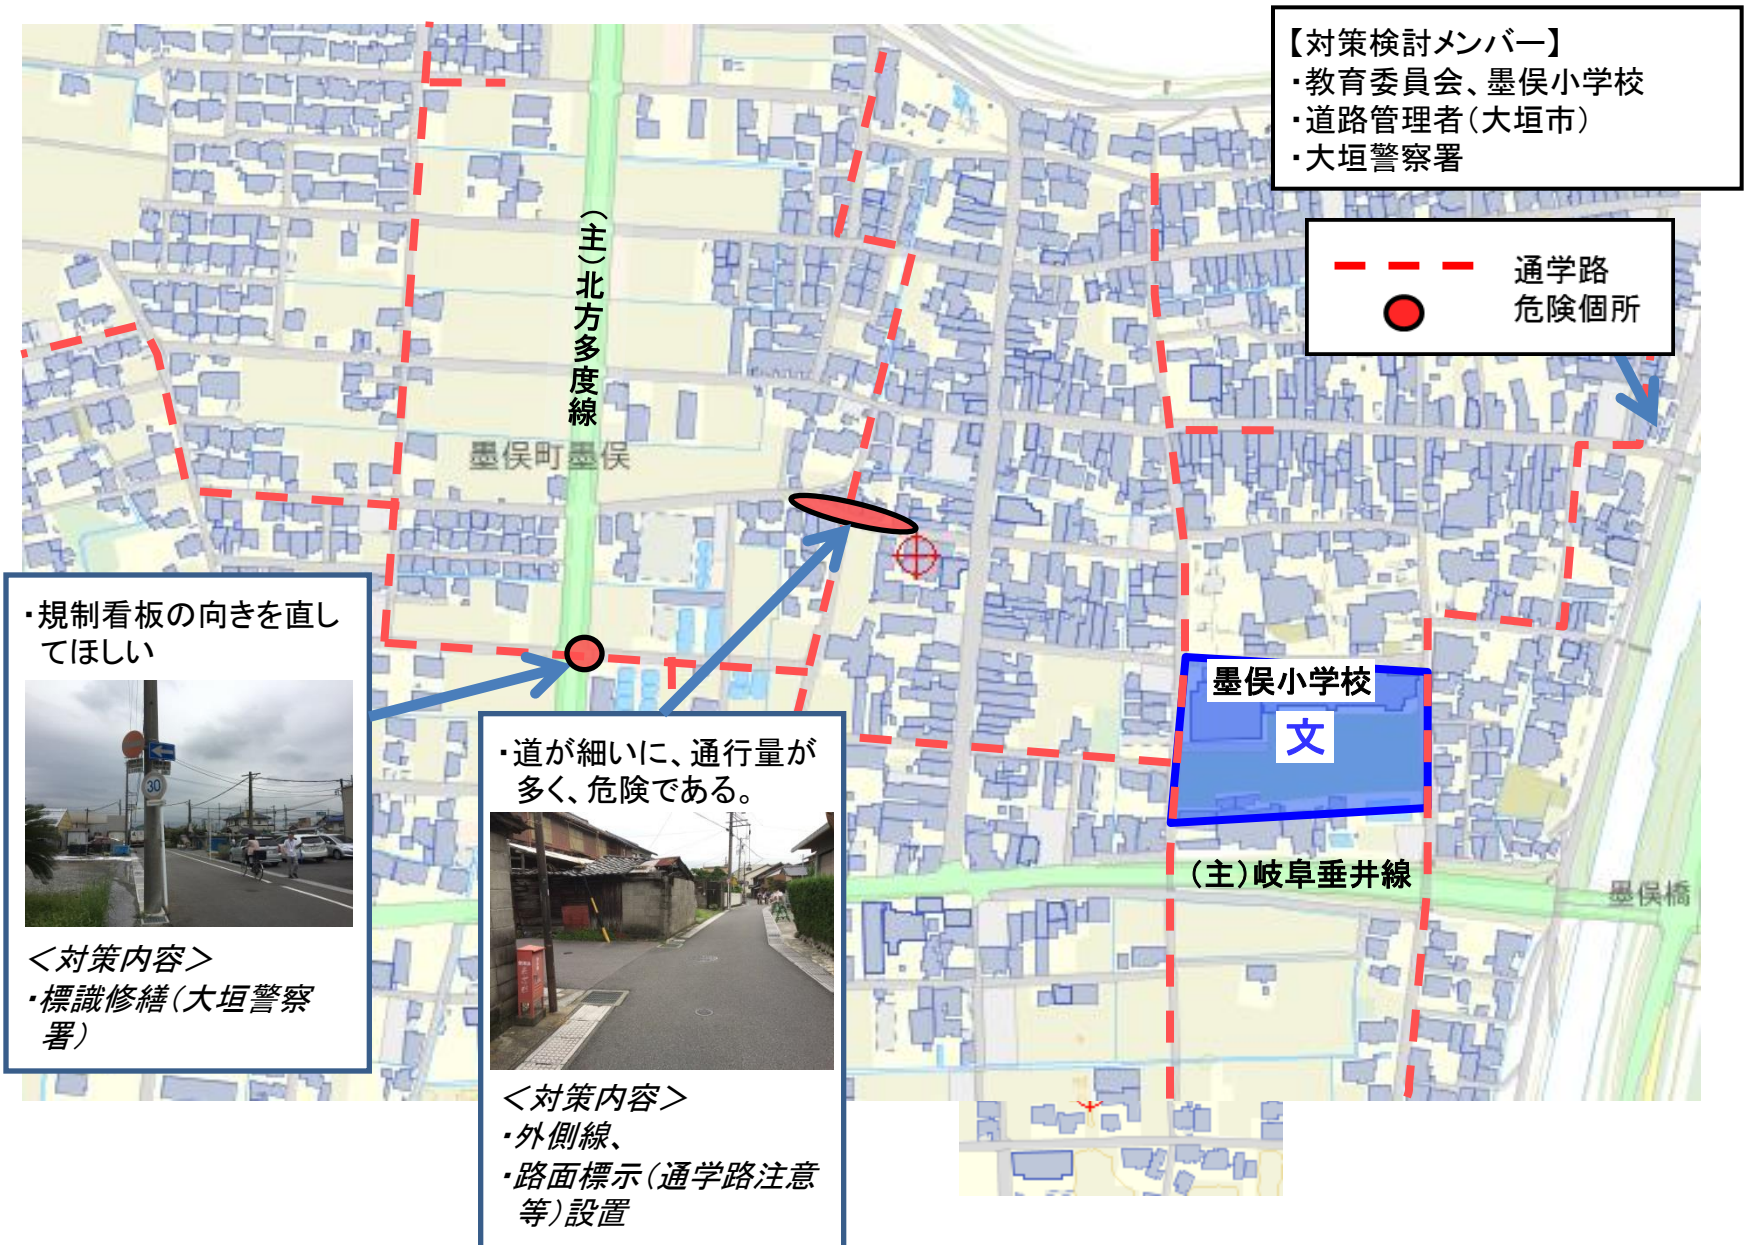 【対策検討メンバー】
・教育委員会、墨俣小学校
・道路管理者(大垣市)
・大垣警察署
通学路
危険個所
(主)北方多度線
墨俣町墨俣
・規制看板の向きを直し
てほしい
30
<対策内容>
・標識修繕(大垣警察
署)
・道が細いに、通行量が
多く、危険である。
<対策内容>
・外側線、
・路面標示(通学路注意
等)設置
墨俣小学校
文
(主)岐阜垂井線
墨俣橋